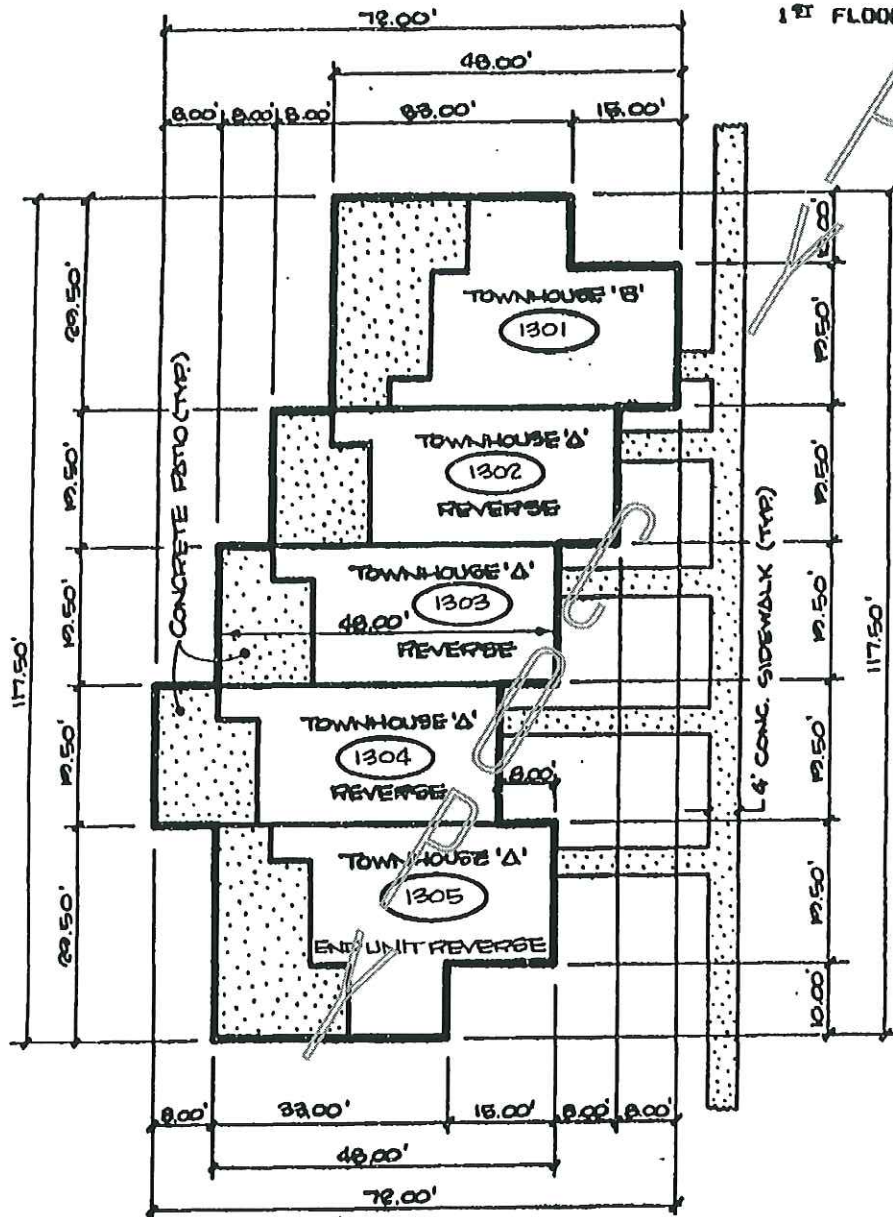 1ST FLOO
72.00'
48.00'
8.00' 8.00' 8.00' 33.00' 15.00'
117.50'
29.50'
19.50'
19.50'
19.50'
29.50'
CONCRETE PATIO (TYP.)
TOWNHOUSE 'B'
1301
TOWNHOUSE 'A'
1302
REVERSE
TOWNHOUSE 'A'
1303
48.00'
REVERSE
TOWNHOUSE 'A'
1304
REVERSE
8.00'
TOWNHOUSE 'A'
1305
END UNIT REVERSE
19.50'
19.50'
19.50'
19.50'
19.50'
10.00'
4' CONC. SIDEWALK (TYP.)
117.50'
8.00' 33.00' 15.00' 8.00' 8.00'
48.00'
72.00'